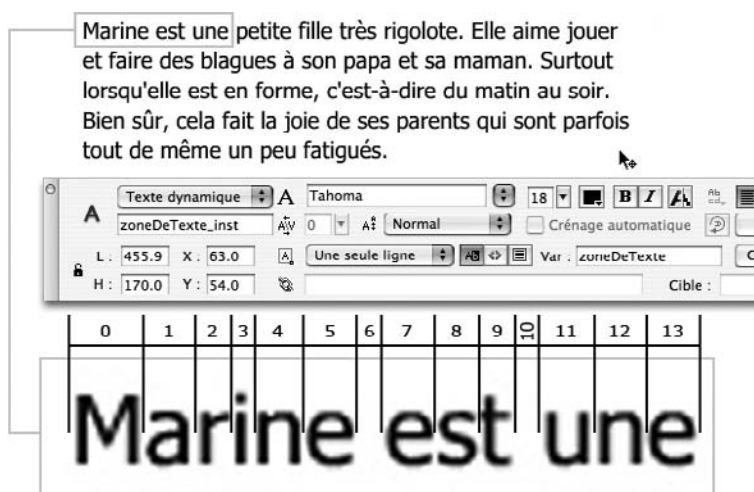 Marine est une petite fille très rigolote. Elle aime jouer
et faire des blagues à son papa et sa maman. Surtout
lorsqu'elle est en forme, c'est-à-dire du matin au soir.
Bien sûr, cela fait la joie de ses parents qui sont parfois
tout de même un peu fatigués.
A Texte dynamique A Tahoma 18 B I A
zoneDeTexte_inst A/V 0 A Normal Crénage automatique
L : 455.9 X : 63.0 A Une seule ligne AB <> Var : zoneDeTexte
H : 170.0 Y : 54.0 Cible :
0 1 2 3 4 5 6 7 8 9 10 11 12 13
Marine est une